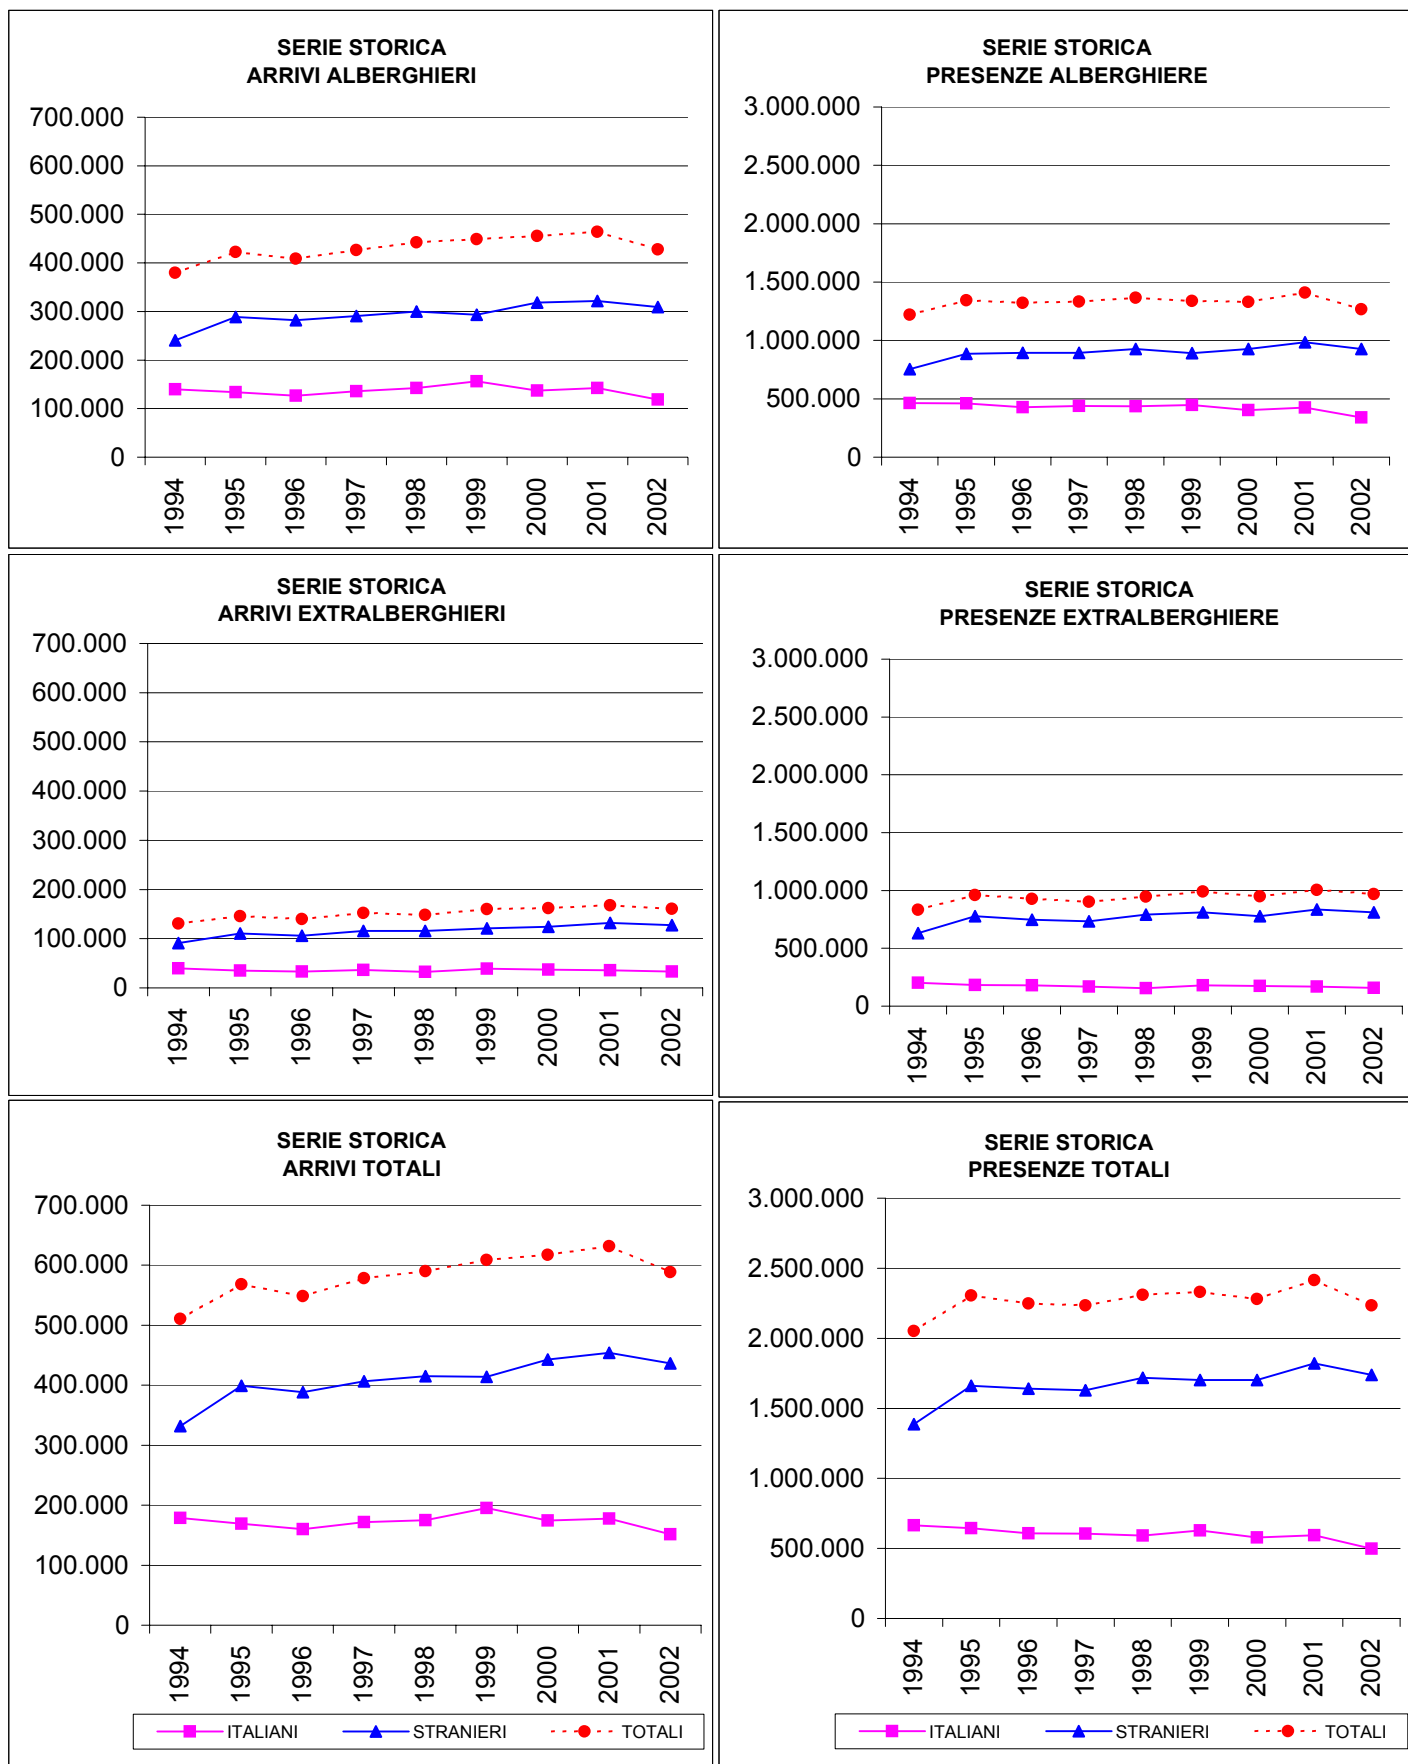 SERIE STORICA
ARRIVI ALBERGHIERI
700.000
600.000
500.000
400.000
300.000
200.000
100.000
0
1994 1995 1996 1997 1998 1999 2000 2001 2002
SERIE STORICA
PRESENZE ALBERGHIERE
3.000.000
2.500.000
2.000.000
1.500.000
1.000.000
500.000
0
1994 1995 1996 1997 1998 1999 2000 2001 2002
SERIE STORICA
ARRIVI EXTRALBERGHIERI
700.000
600.000
500.000
400.000
300.000
200.000
100.000
0
1994 1995 1996 1997 1998 1999 2000 2001 2002
SERIE STORICA
PRESENZE EXTRALBERGHIERE
3.000.000
2.500.000
2.000.000
1.500.000
1.000.000
500.000
0
1994 1995 1996 1997 1998 1999 2000 2001 2002
SERIE STORICA
ARRIVI TOTALI
700.000
600.000
500.000
400.000
300.000
200.000
100.000
0
1994 1995 1996 1997 1998 1999 2000 2001 2002
ITALIANI STRANIERI TOTALI
SERIE STORICA
PRESENZE TOTALI
3.000.000
2.500.000
2.000.000
1.500.000
1.000.000
500.000
0
1994 1995 1996 1997 1998 1999 2000 2001 2002
ITALIANI STRANIERI TOTALI